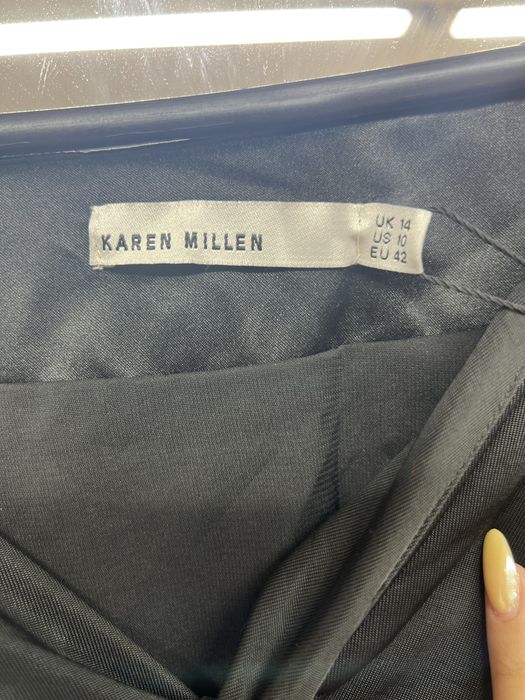 KAREN MILLEN
UK 14
US 10
EU 42